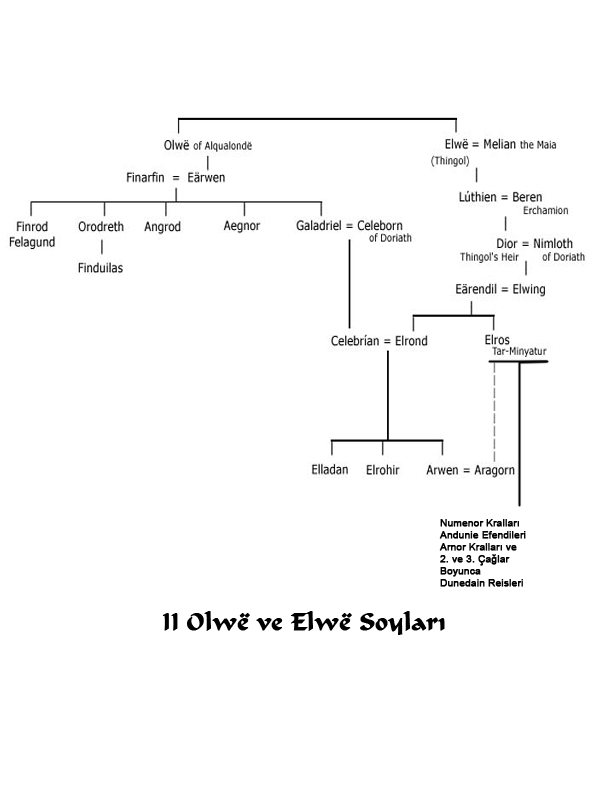 Olwë of Alqualondë
Elwë = Melian the Maia
(Thingol)
Finarfin = Eärwen
Lúthien = Beren
Erchamion
Finrod
Felagund
Orodreth
Angrod
Aegnor
Galadriel = Celeborn
of Doriath
Dior = Nimloth
Thingol's Heir of Doriath
Finduilas
Eärendil = Elwing
Celebrían = Elrond
Elros
Tar-Minyatur
Elladan
Elrohir
Arwen = Aragorn
Numenor Kralları
Andunie Efendileri
Arnor Kralları ve
2. ve 3. Çağlar
Boyunca
Dunedain Reisleri
II Olwë ve Elwë Soyları